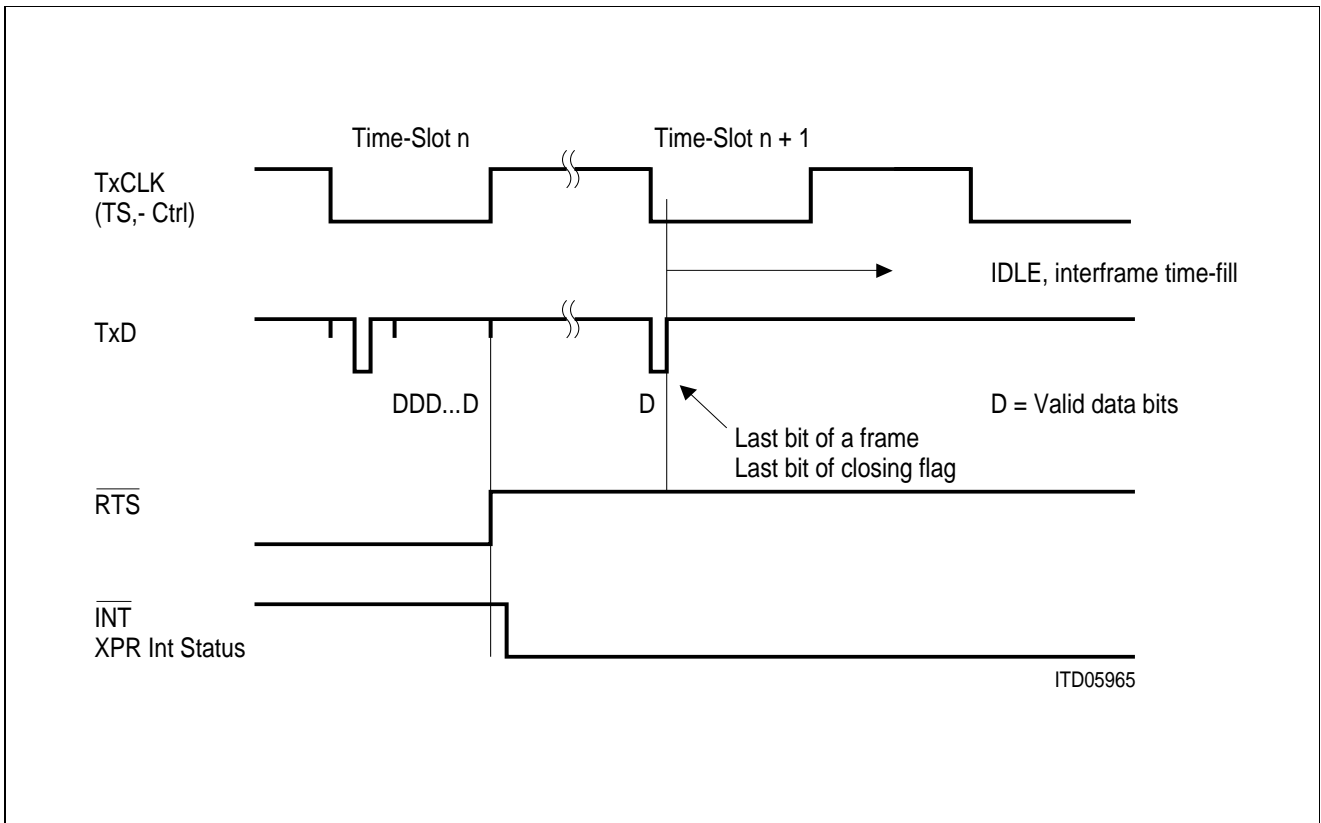 Time-Slot n
Time-Slot n + 1
TxCLK
(TS,- Ctrl)
IDLE, interframe time-fill
TxD
DDD...D
D
D = Valid data bits
Last bit of a frame
Last bit of closing flag
RTS
INT
XPR Int Status
ITD05965